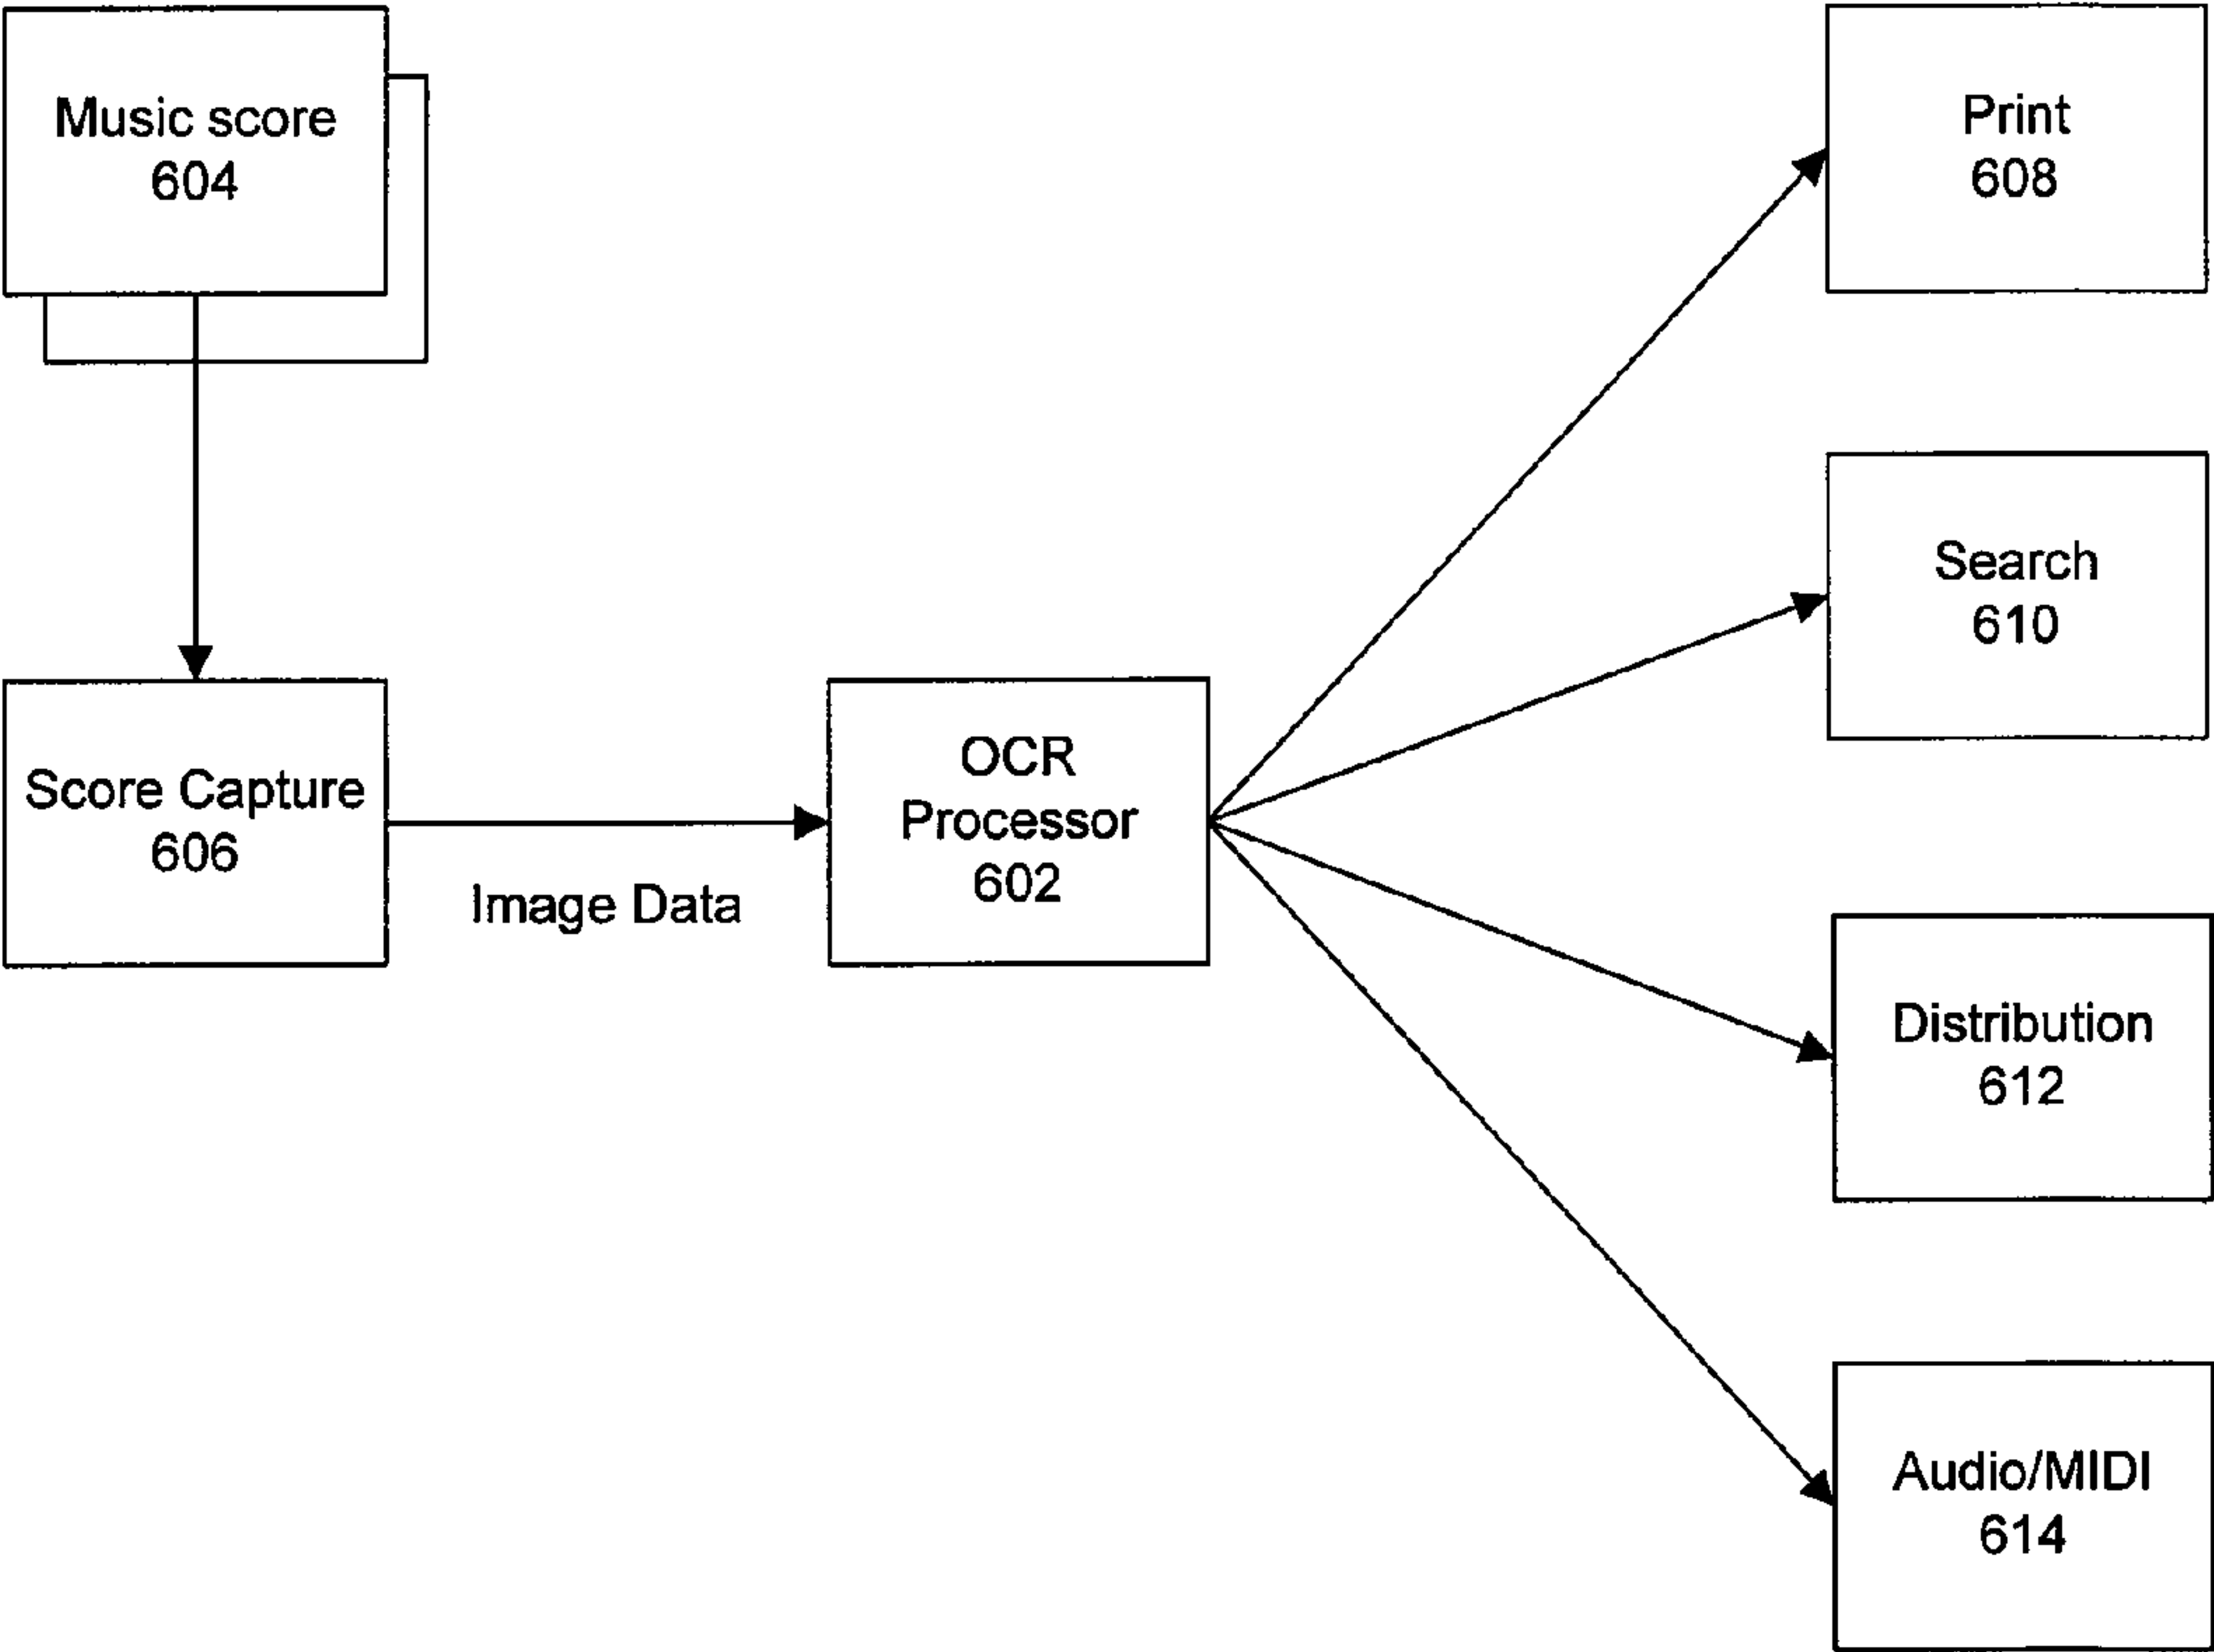 Music score
604
Score Capture
606
Image Data
OCR
Processor
602
Print
608
Search
610
Distribution
612
Audio/MIDI
614